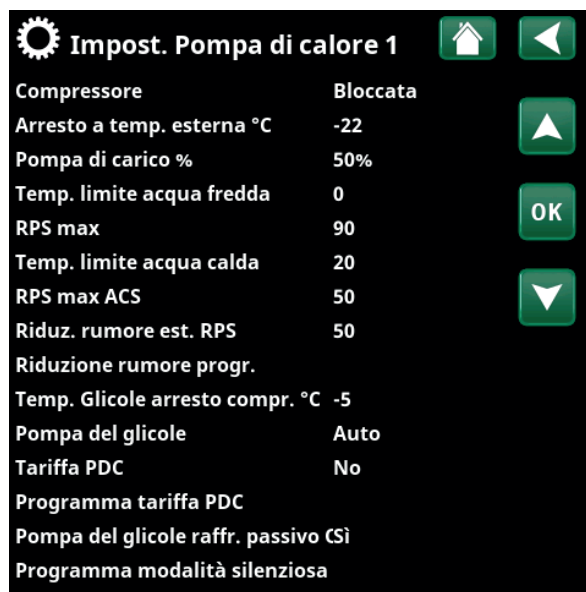 Impost. Pompa di calore 1
Compressore Bloccata
Arresto a temp. esterna °C -22
Pompa di carico % 50%
Temp. limite acqua fredda 0
OK
RPS max 90
Temp. limite acqua calda 20
RPS max ACS 50
Riduz. rumore est. RPS 50
Riduzione rumore progr.
Temp. Glicole arresto compr. °C -5
Pompa del glicole Auto
Tariffa PDC No
Programma tariffa PDC
Pompa del glicole raffr. passivo Sì
Programma modalità silenziosa